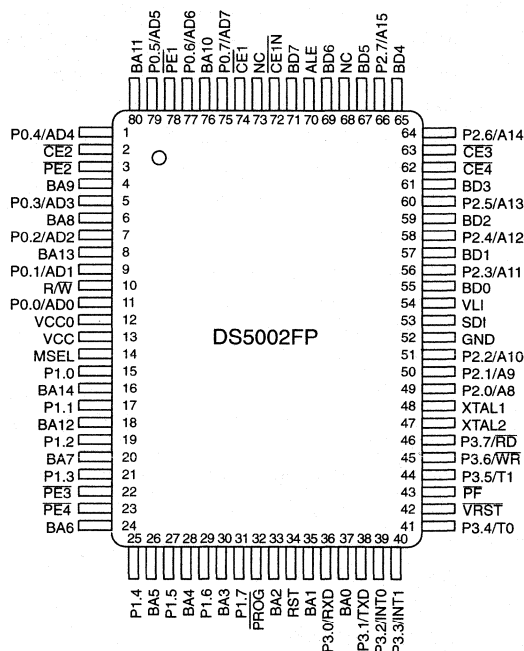 BA11
P0.5/AD5
PE1
P0.6/AD6
BA10
P0.7/AD7
CE1
NC
CE1N
BD7
ALE
BD6
NC
BD5
P2.7/A15
BD4
80 79 78 77 76 75 74 73 72 71 70 69 68 67 66 65
P0.4/AD4 1
CE2 2
PE2 3
BA9 4
P0.3/AD3 5
BA8 6
P0.2/AD2 7
BA13 8
P0.1/AD1 9
R/W 10
P0.0/AD0 11
VCC0 12
VCC 13
MSEL 14
P1.0 15
BA14 16
P1.1 17
BA12 18
P1.2 19
BA7 20
P1.3 21
PE3 22
PE4 23
BA6 24
DS5002FP
64 P2.6/A14
63 CE3
62 CE4
61 BD3
60 P2.5/A13
59 BD2
58 P2.4/A12
57 BD1
56 P2.3/A11
55 BD0
54 VLI
53 SDI
52 GND
51 P2.2/A10
50 P2.1/A9
49 P2.0/A8
48 XTAL1
47 XTAL2
46 P3.7/RD
45 P3.6/WR
44 P3.5/T1
43 PF
42 VRST
41 P3.4/T0
25 26 27 28 29 30 31 32 33 34 35 36 37 38 39 40
P1.4
BA5
P1.5
BA4
P1.6
BA3
P1.7
PROG
BA2
RST
BA1
P3.0/RXD
BA0
P3.1/TXD
P3.2/INT0
P3.3/INT1